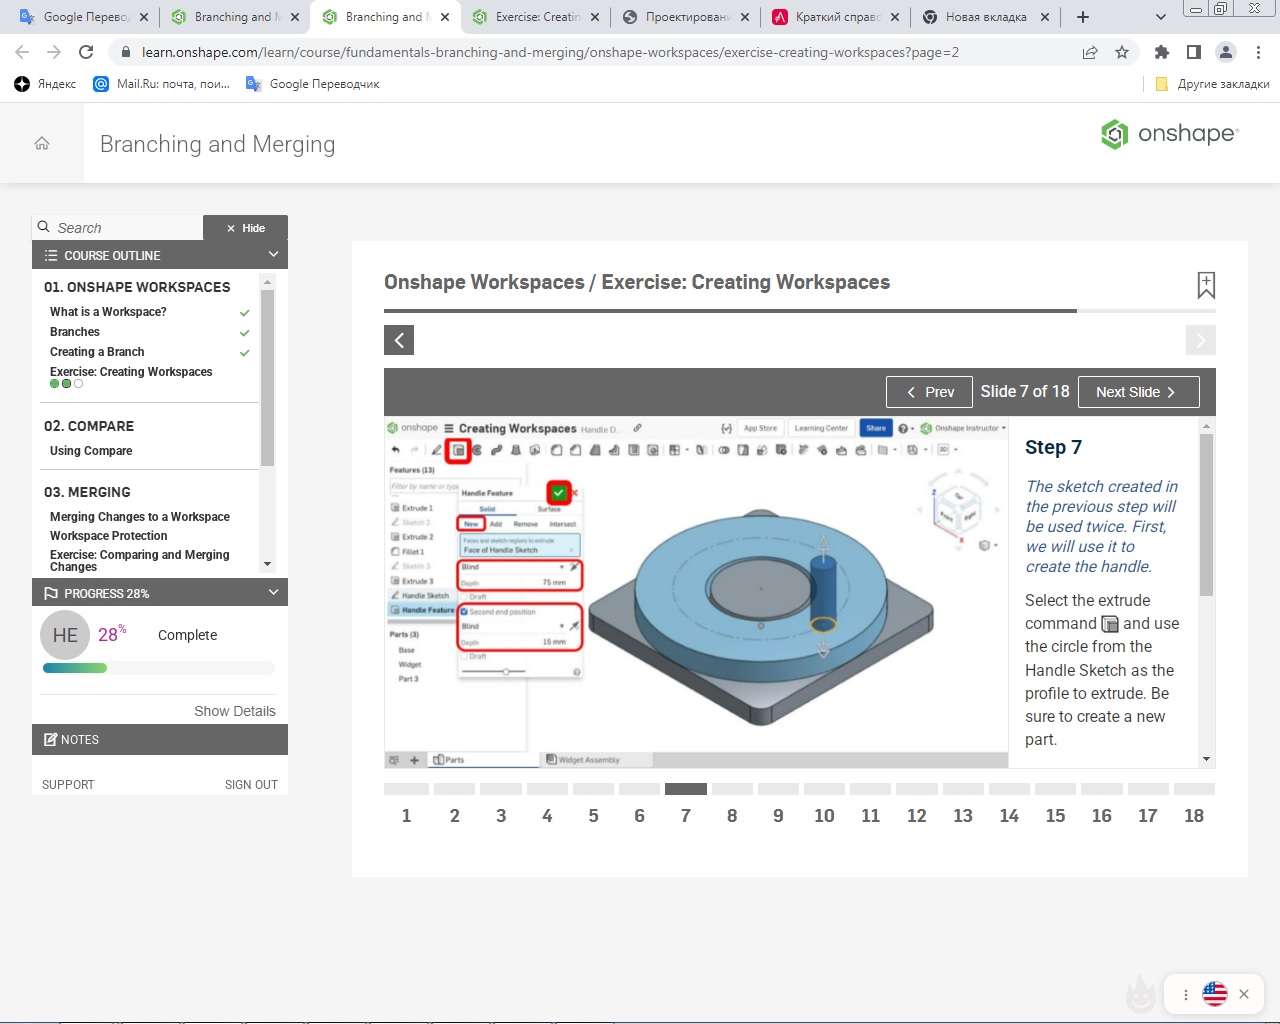 Google Перевод
Branching and M
Branching and M
Exercise: Creatin
Проектировани
Краткий справо
Новая вкладка
learn.onshape.com/learn/course/fundamentals-branching-and-merging/onshape-workspaces/exercise-creating-workspaces?page=2
Яндекс
Mail.Ru: почта, пои...
Google Переводчик
Другие закладки
Branching and Merging
onshape
Search
Hide
COURSE OUTLINE
01. ONSHAPE WORKSPACES
What is a Workspace?
Branches
Creating a Branch
Exercise: Creating Workspaces
02. COMPARE
Using Compare
03. MERGING
Merging Changes to a Workspace
Workspace Protection
Exercise: Comparing and Merging
Changes
PROGRESS 28%
HE
28%
Complete
Show Details
NOTES
SUPPORT
SIGN OUT
Onshape Workspaces / Exercise: Creating Workspaces
Prev
Slide 7 of 18
Next Slide
onshape
Creating Workspaces
Handle D...
App Store
Learning Center
Share
Onshape Instructor
Features (13)
Filter by name or type
Extrude 1
Sketch 2
Extrude 2
Fillet 1
Sketch 3
Extrude 3
Handle Sketch
Handle Feature
Parts (3)
Base
Widget
Part 3
Handle Feature
Solid
Surface
New
Add
Remove
Intersect
Faces and sketch regions to extrude
Face of Handle Sketch
Blind
Depth
75 mm
Draft
Second end position
Blind
Depth
15 mm
Draft
Z
Top
Front
Right
X
Parts
Widget Assembly
Step 7
The sketch created in
the previous step will
be used twice. First,
we will use it to
create the handle.
Select the extrude
command and use
the circle from the
Handle Sketch as the
profile to extrude. Be
sure to create a new
part.
1 2 3 4 5 6 7 8 9 10 11 12 13 14 15 16 17 18